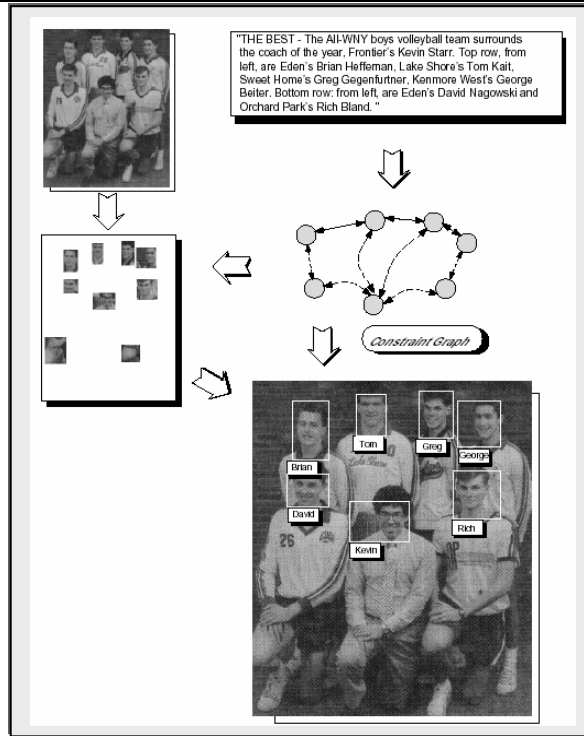 "THE BEST - The All-WNY boys volleyball team surrounds
the coach of the year, Frontier's Kevin Starr. Top row, from
left, are Eden's Brian Heffernan, Lake Shore's Tom Kait,
Sweet Home's Greg Gegenfurtner, Kenmore West's George
Beiter. Bottom row: from left, are Eden's David Nagowski and
Orchard Park's Rich Bland. "
Constraint Graph
Tom
Greg
George
Brian
Lake Shore
David
Rich
Kevin
26